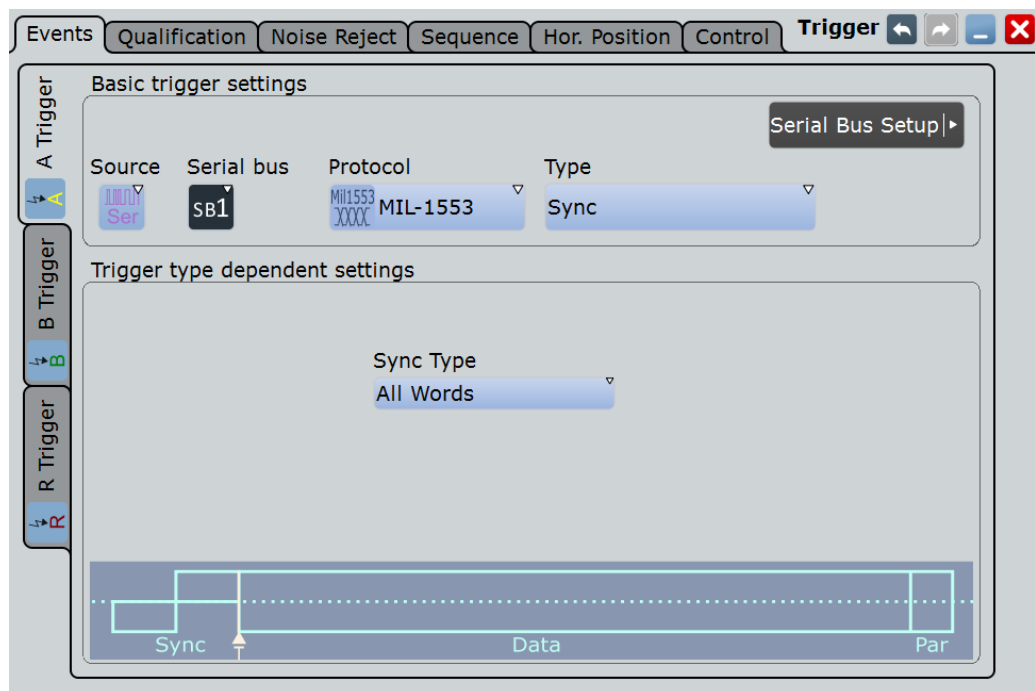 Events Qualification Noise Reject Sequence Hor. Position Control Trigger
A Trigger
A
B Trigger
B
R Trigger
R
Basic trigger settings
Serial Bus Setup
Source Serial bus Protocol Type
Ser SB1 Mil1553 XXXX MIL-1553 Sync
Trigger type dependent settings
Sync Type
All Words
Sync Data Par